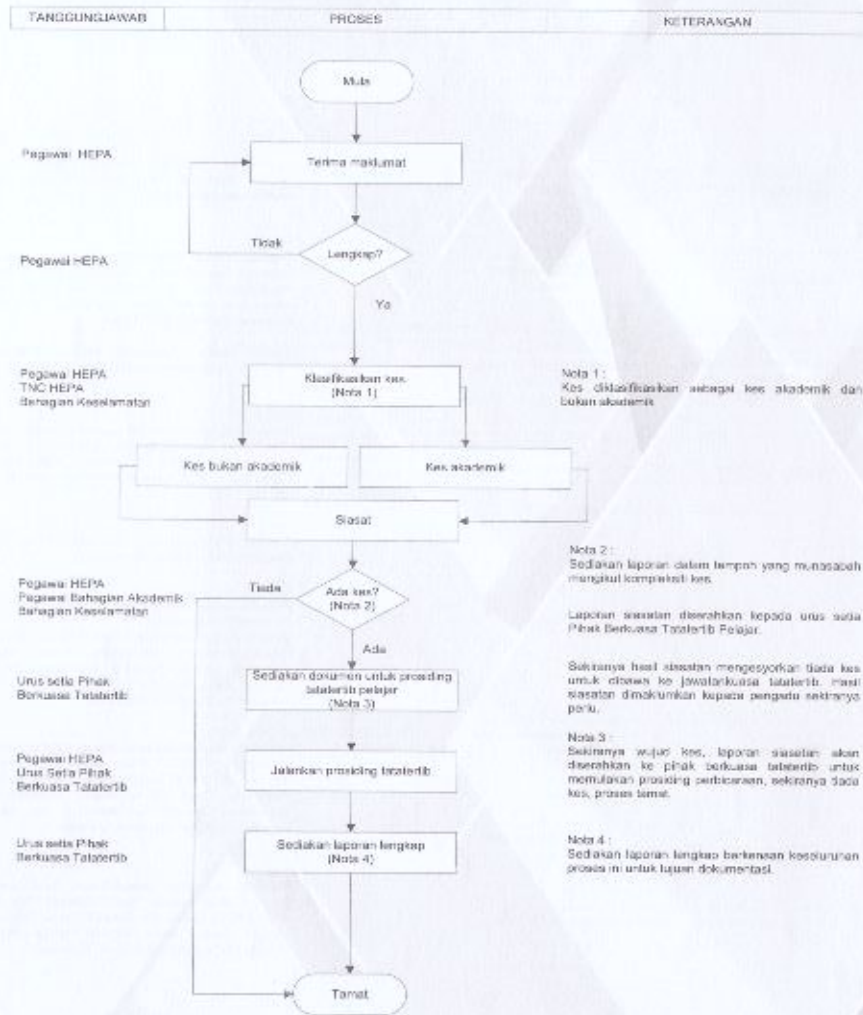 TANGGUNGJAWAB
PROSES
KETERANGAN
Mula
Pegawai HEPA
Terima maklumat
Tidak
Lengkap?
Pegawai HEPA
Ya
Pegawai HEPA
TNC HEPA
Bahagian Keselamatan
Klasifikasikan kes
(Nota 1)
Nota 1 :
Kes diklasifikasikan sebagai kes akademik dan
bukan akademik
Kes bukan akademik
Kes akademik
Siasat
Pegawai HEPA
Pegawai Bahagian Akademik
Bahagian Keselamatan
Tiada
Ada kes?
(Nota 2)
Ada
Nota 2 :
Sediakan laporan dalam tempoh yang munasabah
mengikut kompleksiti kes.
Laporan siasatan diserahkan kepada urus setia
Pihak Berkuasa Tatatertib Pelajar.
Sekiranya hasil siasatan mengesyorkan tiada kes
untuk dibawa ke jawatankuasa tatatertib. Hasil
siasatan dimaklumkan kepada pengadu sekiranya
perlu.
Urus setia Pihak
Berkuasa Tatatertib
Sediakan dokumen untuk prosiding
tatatertib pelajar
(Nota 3)
Nota 3 :
Sekiranya wujud kes, laporan siasatan akan
diserahkan ke pihak berkuasa tatatertib untuk
memulakan prosiding perbicaraan, sekiranya tiada
kes, proses tamat.
Pegawai HEPA
Urus Setia Pihak
Berkuasa Tatatertib
Jalankan prosiding tatatertib
Urus setia Pihak
Berkuasa Tatatertib
Sediakan laporan lengkap
(Nota 4)
Nota 4 :
Sediakan laporan lengkap berkenaan keseluruhan
proses ini untuk tujuan dokumentasi.
Tamat